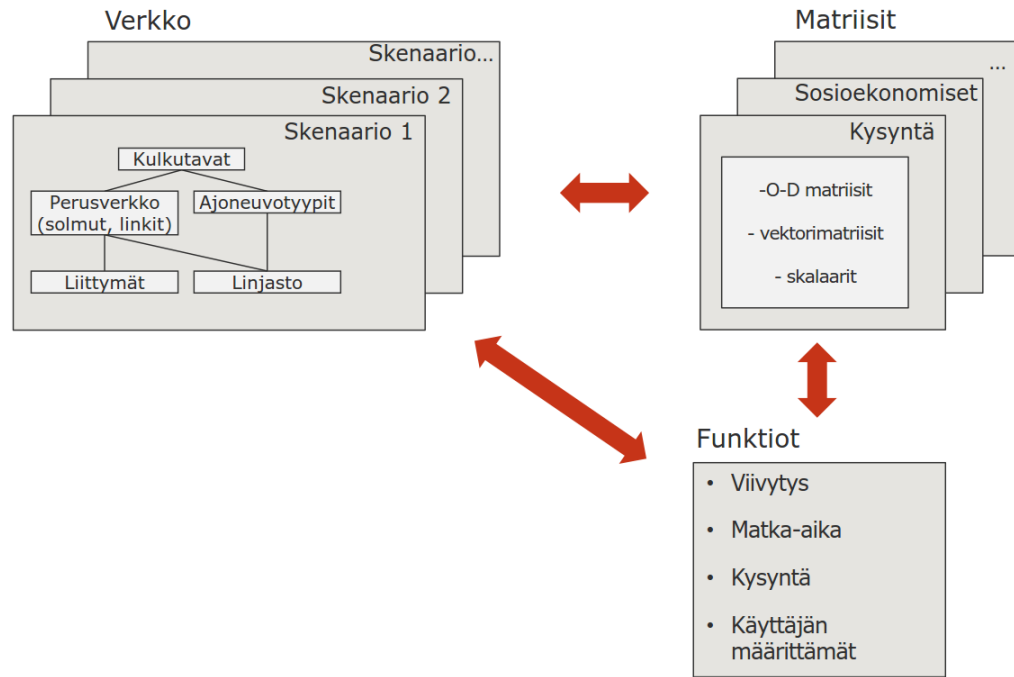 Verkko
Skenaario...
Skenaario 2
Skenaario 1
Kulkutavat
Perusverkko
(solmut, linkit)
Ajoneuvotyypit
Liittymät
Linjasto
Matriisit
...
Sosioekonomiset
Kysyntä
-O-D matriisit
- vektorimatriisit
- skalaarit
Funktiot
• Viivytys
• Matka-aika
• Kysyntä
• Käyttäjän
määrittämät